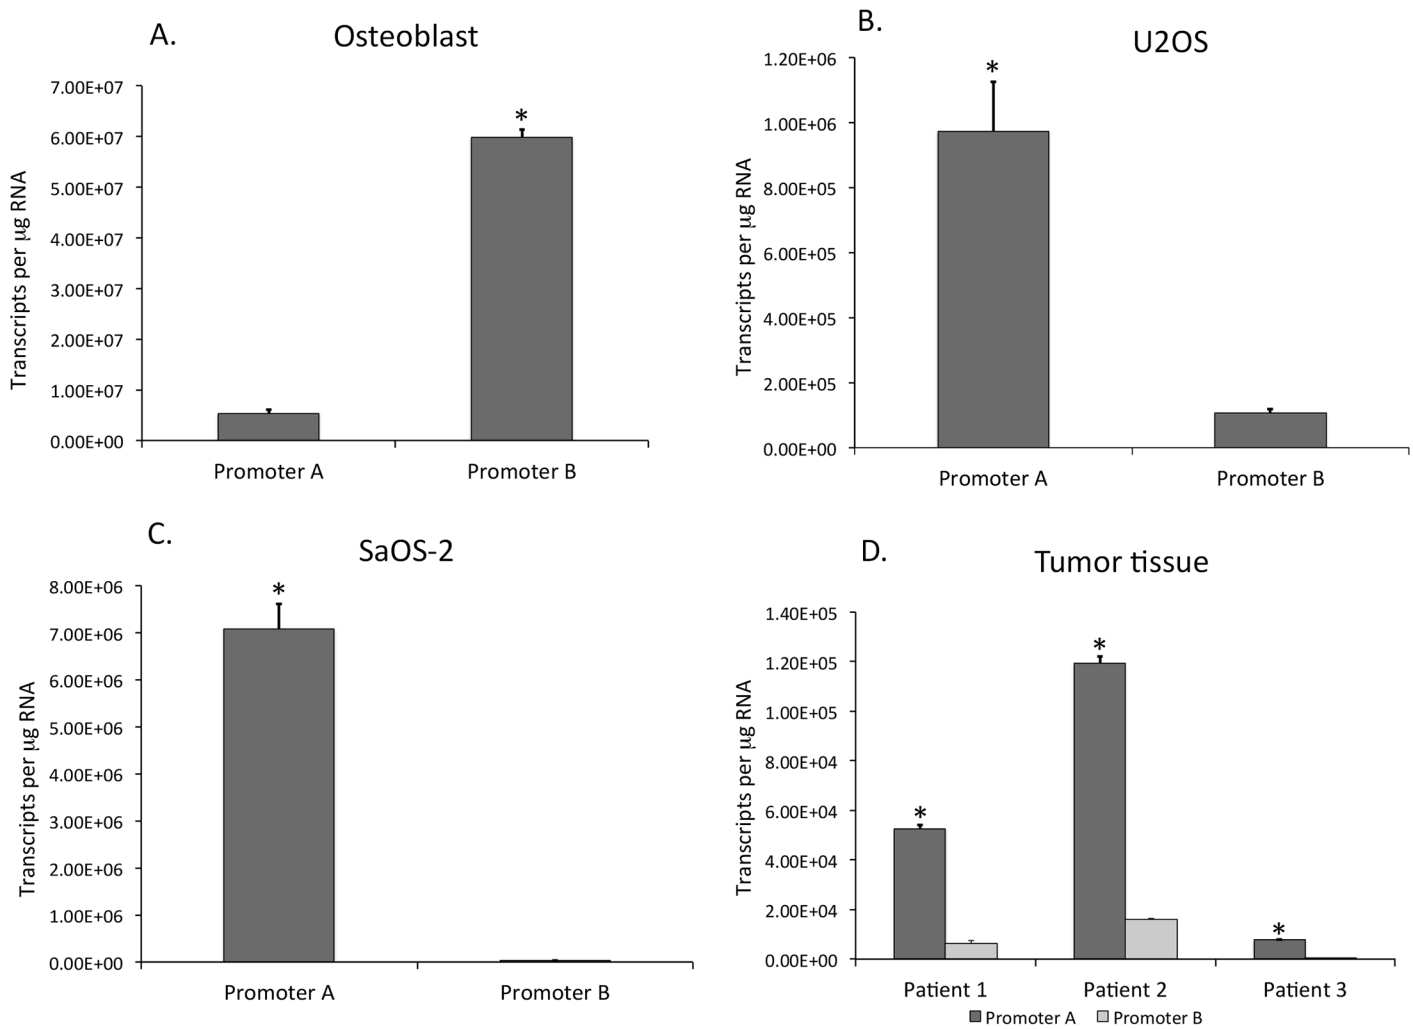 A.
Osteoblast
Transcripts per µg RNA
7.00E+07
6.00E+07
5.00E+07
4.00E+07
3.00E+07
2.00E+07
1.00E+07
0.00E+00
*
Promoter A
Promoter B
B.
U2OS
Transcripts per µg RNA
1.20E+06
1.00E+06
8.00E+05
6.00E+05
4.00E+05
2.00E+05
0.00E+00
*
Promoter A
Promoter B
C.
SaOS-2
Transcripts per µg RNA
8.00E+06
7.00E+06
6.00E+06
5.00E+06
4.00E+06
3.00E+06
2.00E+06
1.00E+06
0.00E+00
*
Promoter A
Promoter B
D.
Tumor tissue
Transcripts per µg RNA
1.40E+05
1.20E+05
1.00E+05
8.00E+04
6.00E+04
4.00E+04
2.00E+04
0.00E+00
*
*
*
Patient 1
Patient 2
Patient 3
Promoter A
Promoter B